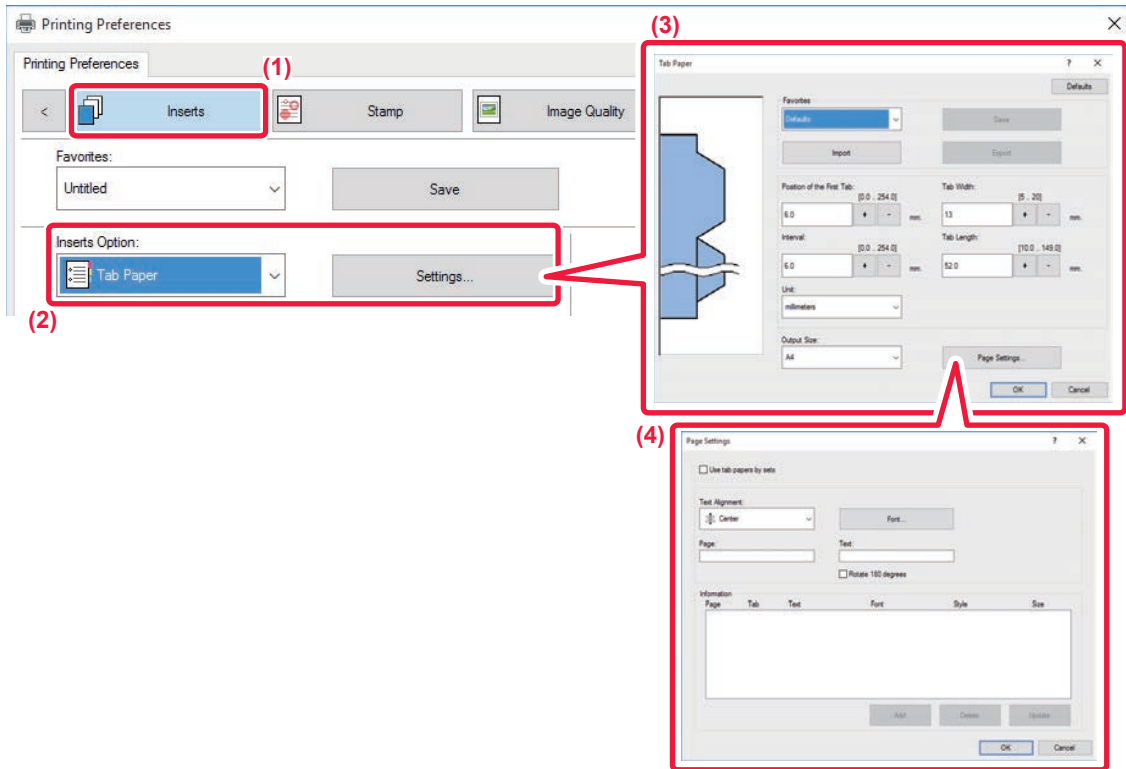 Printing Preferences
Printing Preferences
(1)
< Inserts Stamp Image Quality
Favorites:
Untitled Save
Inserts Option:
Tab Paper Settings...
(2)
(3)
Tab Paper ? ×
Defaults
Favorites
Defaults Save
Import Export
Position of the First Tab: Tab Width:
[0.0 .. 254.0] [5 .. 20]
6.0 + - mm. 13 + - mm.
Interval: Tab Length:
[0.0 .. 254.0] [10.0 .. 149.0]
6.0 + - mm. 52.0 + - mm.
Unit:
millimeters
Output Size:
A4 Page Settings...
OK Cancel
(4)
Page Settings ? ×
Use tab papers by sets
Text Alignment:
Center Font...
Page: Text:
Rotate 180 degrees
Information
Page Tab Text Font Style Size
Add Delete Update
OK Cancel